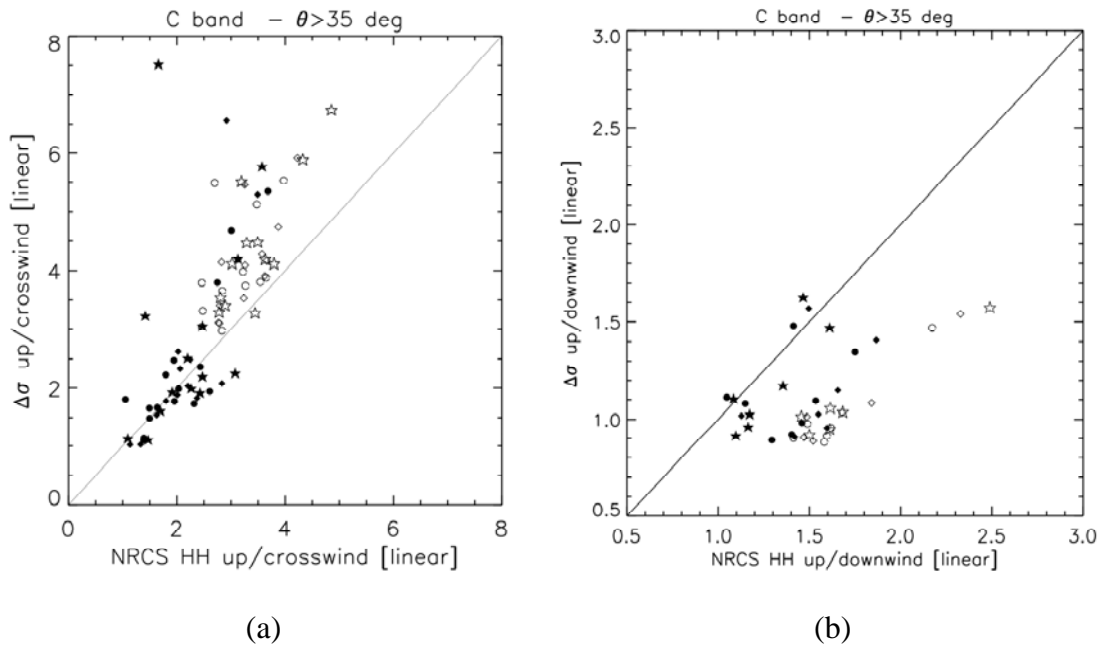 C band – θ>35 deg
8
6
4
2
0
Δσ up/crosswind [linear]
0 2 4 6 8
NRCS HH up/crosswind [linear]
(a)
C band – θ>35 deg
3.0
2.5
2.0
1.5
1.0
0.5
Δσ up/downwind [linear]
0.5 1.0 1.5 2.0 2.5 3.0
NRCS HH up/downwind [linear]
(b)